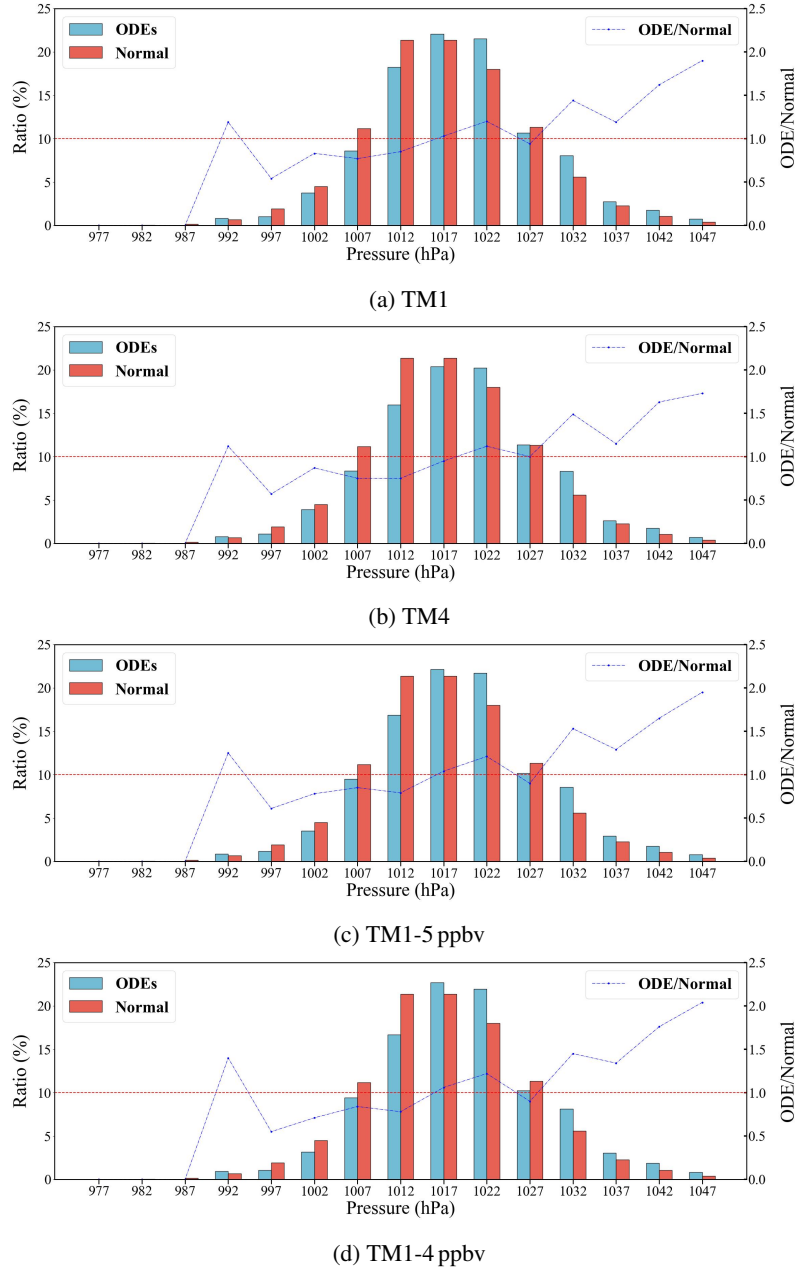 25
20
15
10
5
0
Ratio (%)
ODEs
Normal
ODE/Normal
2.5
2.0
1.5
1.0
0.5
0.0
ODE/Normal
977 982 987 992 997 1002 1007 1012 1017 1022 1027 1032 1037 1042 1047
Pressure (hPa)
(a) TM1
25
20
15
10
5
0
Ratio (%)
ODEs
Normal
ODE/Normal
2.5
2.0
1.5
1.0
0.5
0.0
ODE/Normal
977 982 987 992 997 1002 1007 1012 1017 1022 1027 1032 1037 1042 1047
Pressure (hPa)
(b) TM4
25
20
15
10
5
0
Ratio (%)
ODEs
Normal
ODE/Normal
2.5
2.0
1.5
1.0
0.5
0.0
ODE/Normal
977 982 987 992 997 1002 1007 1012 1017 1022 1027 1032 1037 1042 1047
Pressure (hPa)
(c) TM1-5 ppbv
25
20
15
10
5
0
Ratio (%)
ODEs
Normal
ODE/Normal
2.5
2.0
1.5
1.0
0.5
0.0
ODE/Normal
977 982 987 992 997 1002 1007 1012 1017 1022 1027 1032 1037 1042 1047
Pressure (hPa)
(d) TM1-4 ppbv